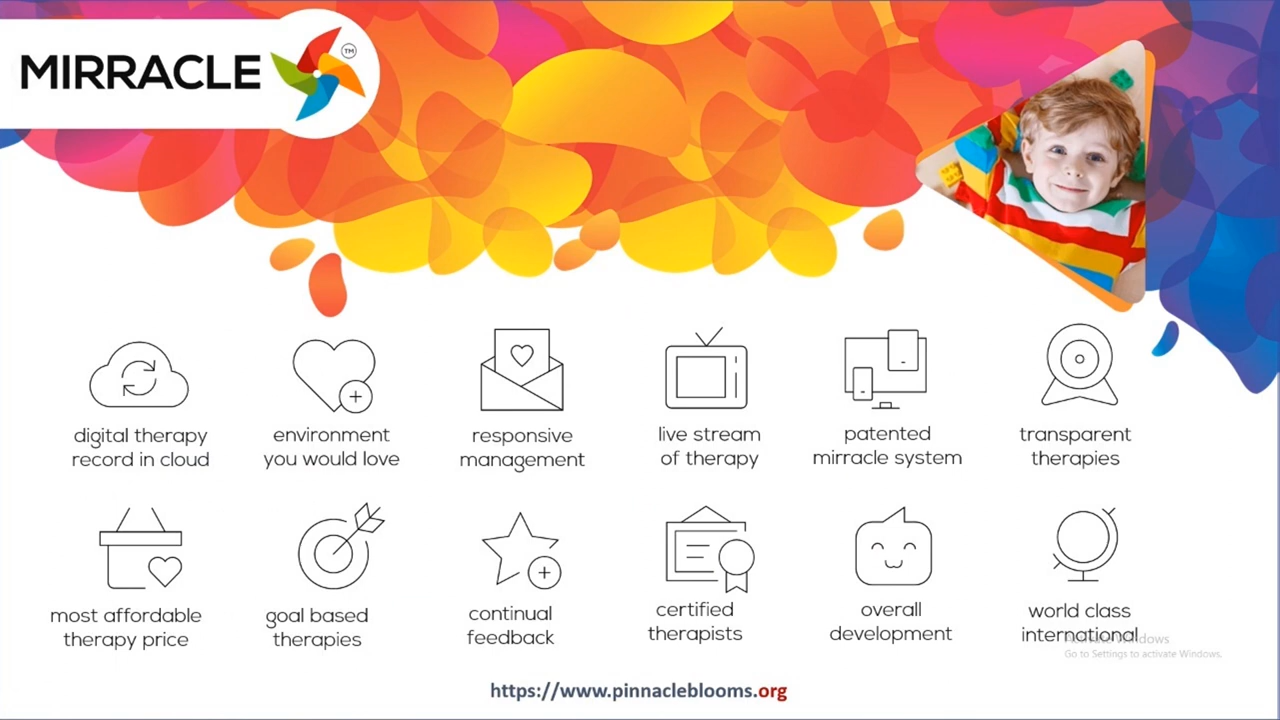 MIRRACLE TM
digital therapy
record in cloud
environment
you would love
responsive
management
live stream
of therapy
patented
mirracle system
transparent
therapies
most affordable
therapy price
goal based
therapies
continual
feedback
certified
therapists
overall
development
world class
international
Activate Windows
Go to Settings to activate Windows.
https://www.pinnacleblooms.org